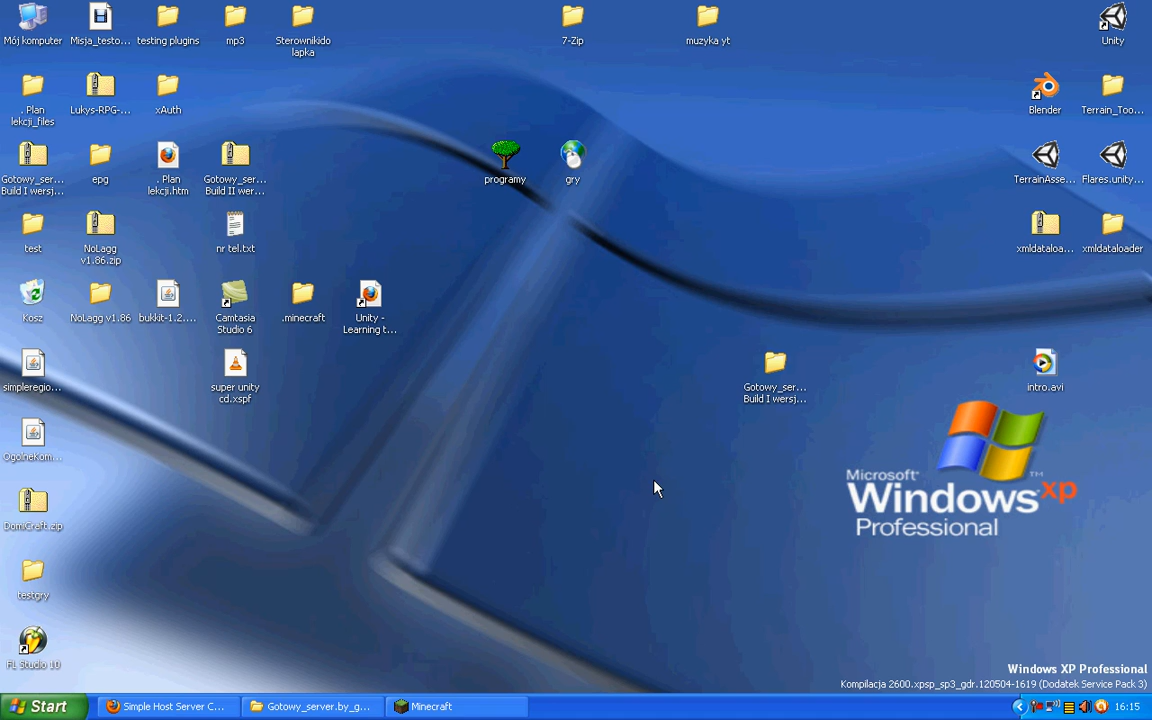 Mój komputer
Misja_testo...
testing plugins
mp3
Sterownikido
lapka
7-Zip
muzyka yt
Unity
. Plan
lekcji_files
Lukys-RPG-...
xAuth
Blender
Terrain_Too...
Gotowy_ser...
Build I wersj...
epg
. Plan
lekcji.htm
Gotowy_ser...
Build II wer...
programy
gry
TerrainAsse...
Flares.unity...
test
NoLagg
v1.86.zip
nr tel.txt
xmldataloa...
xmldataloader
Kosz
NoLagg v1.86
bukkit-1.2....
Camtasia
Studio 6
.minecraft
Unity -
Learning t...
simpleregio...
super unity
cd.xspf
Gotowy_ser...
Build I wersj...
intro.avi
OgolneKom...
Microsoft®
Windows xp
Professional
DomiCraft.zip
testgry
FL Studio 10
Windows XP Professional
Kompilacja 2600.xpsp_sp3_gdr.120504-1619 (Dodatek Service Pack 3)
Start
Simple Host Server C...
Gotowy_server.by_g...
Minecraft
16:15